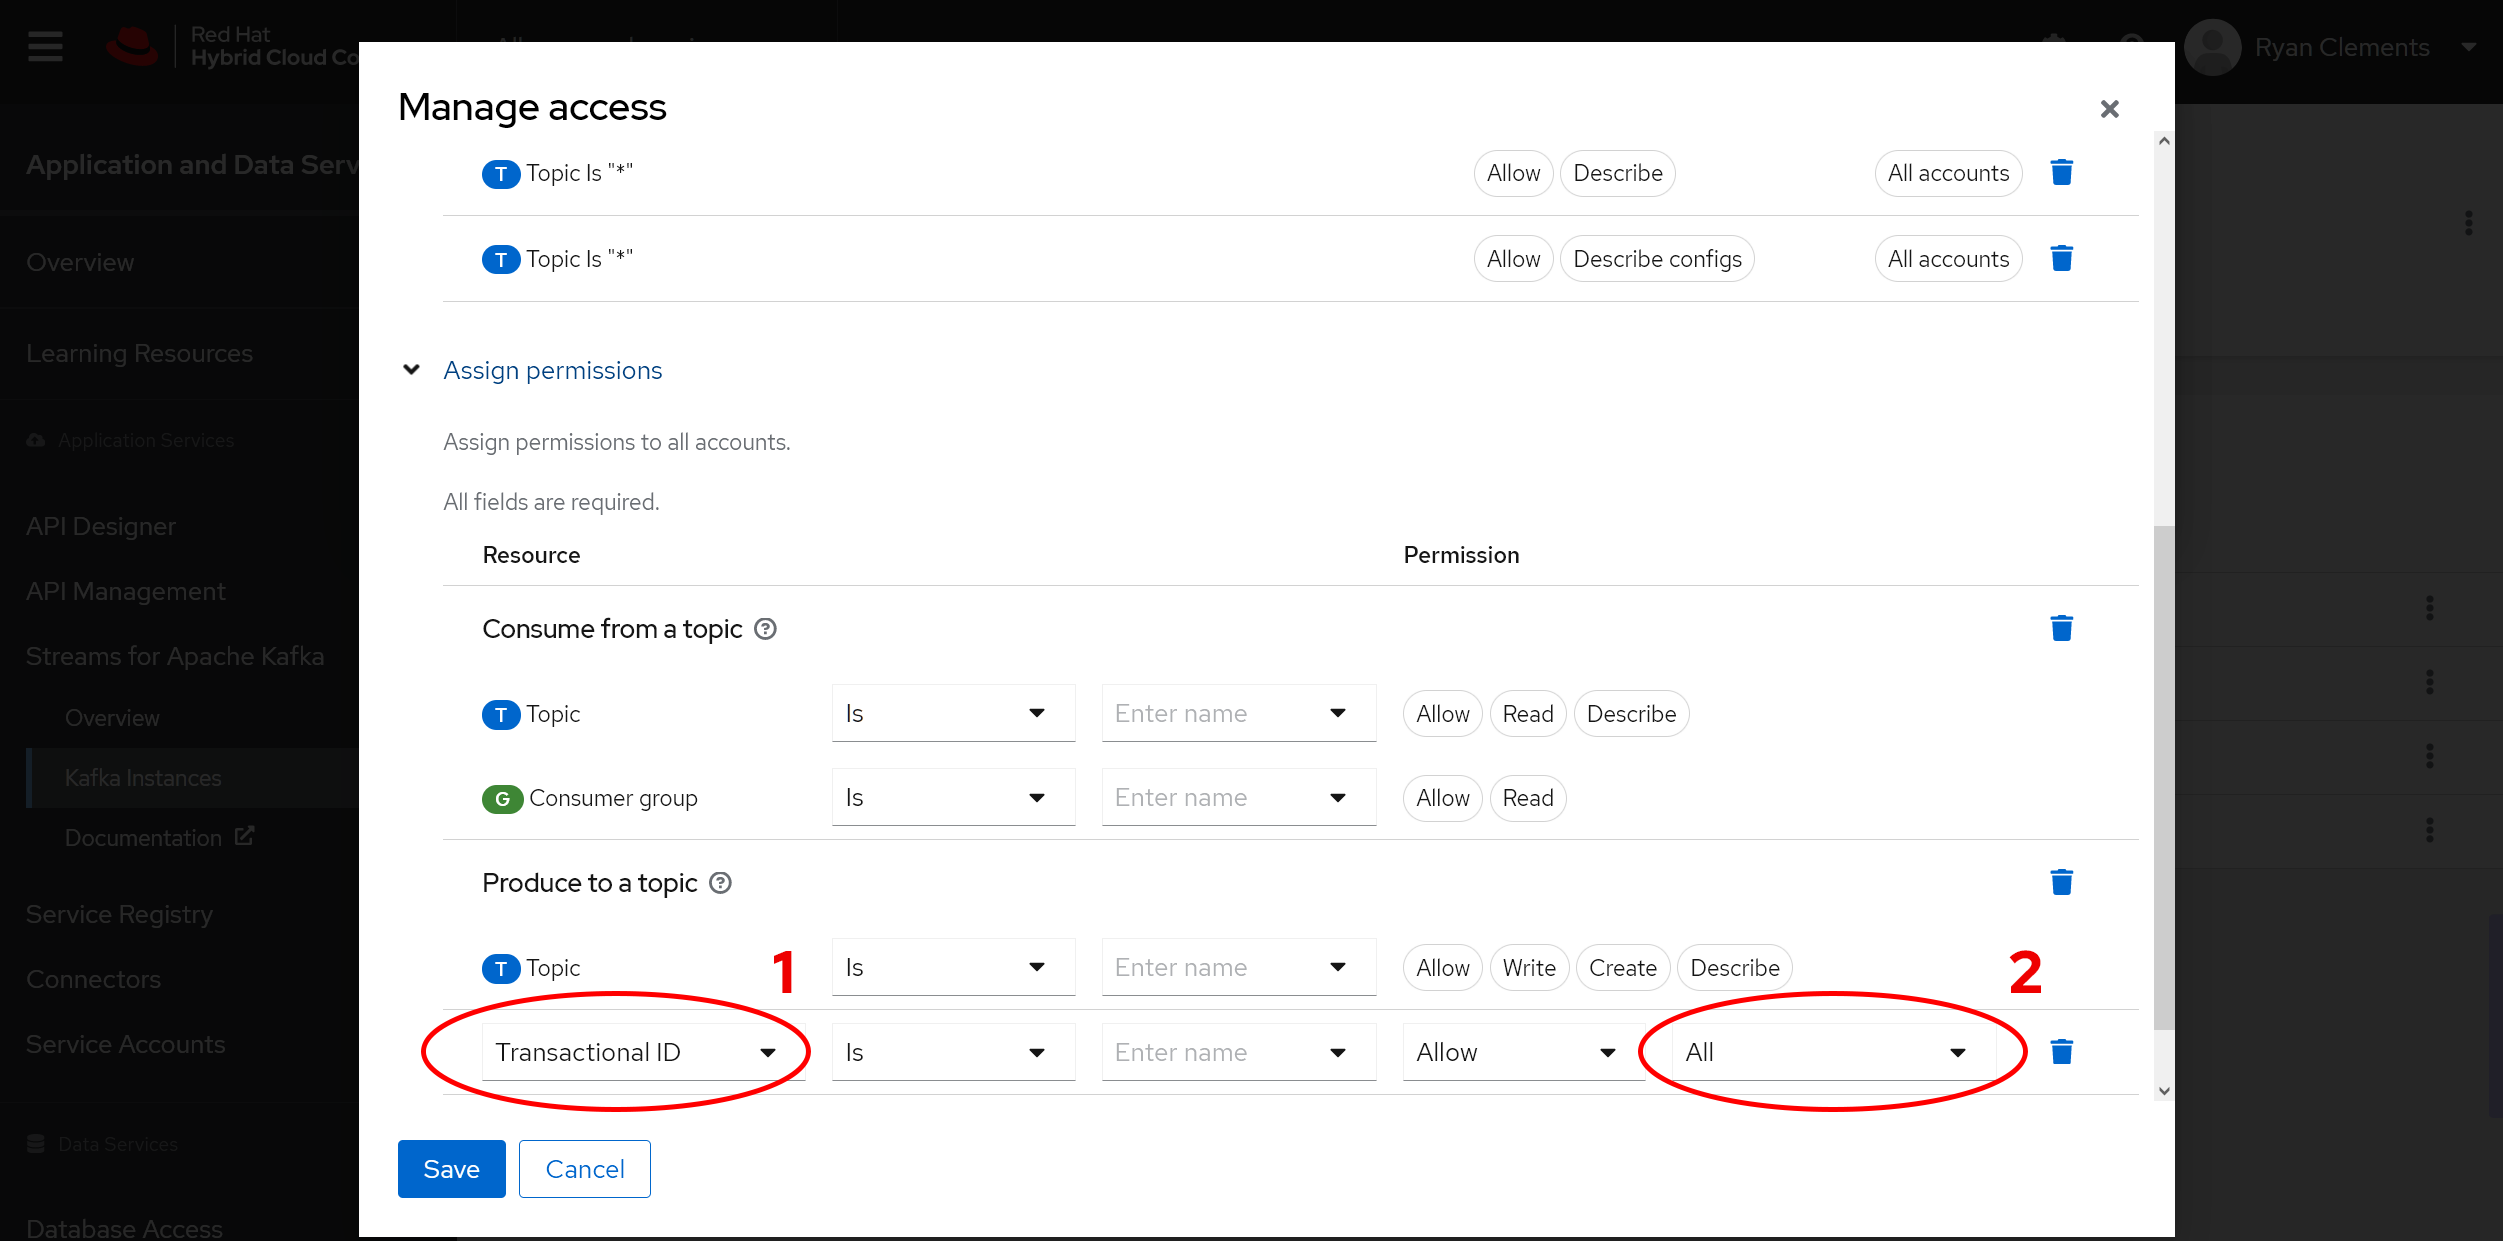 Red Hat
Hybrid Cloud Co
Ryan Clements
Manage access
Application and Data Serv
Overview
Learning Resources
Application Services
API Designer
API Management
Streams for Apache Kafka
Overview
Kafka Instances
Documentation
Service Registry
Connectors
Service Accounts
Data Services
Database Access
T Topic Is "*" Allow Describe All accounts
T Topic Is "*" Allow Describe configs All accounts
Assign permissions
Assign permissions to all accounts.
All fields are required.
Resource Permission
Consume from a topic ?
T Topic Is Enter name Allow Read Describe
G Consumer group Is Enter name Allow Read
Produce to a topic ?
T Topic 1 Is Enter name Allow Write Create Describe 2
Transactional ID Is Enter name Allow All
Save Cancel